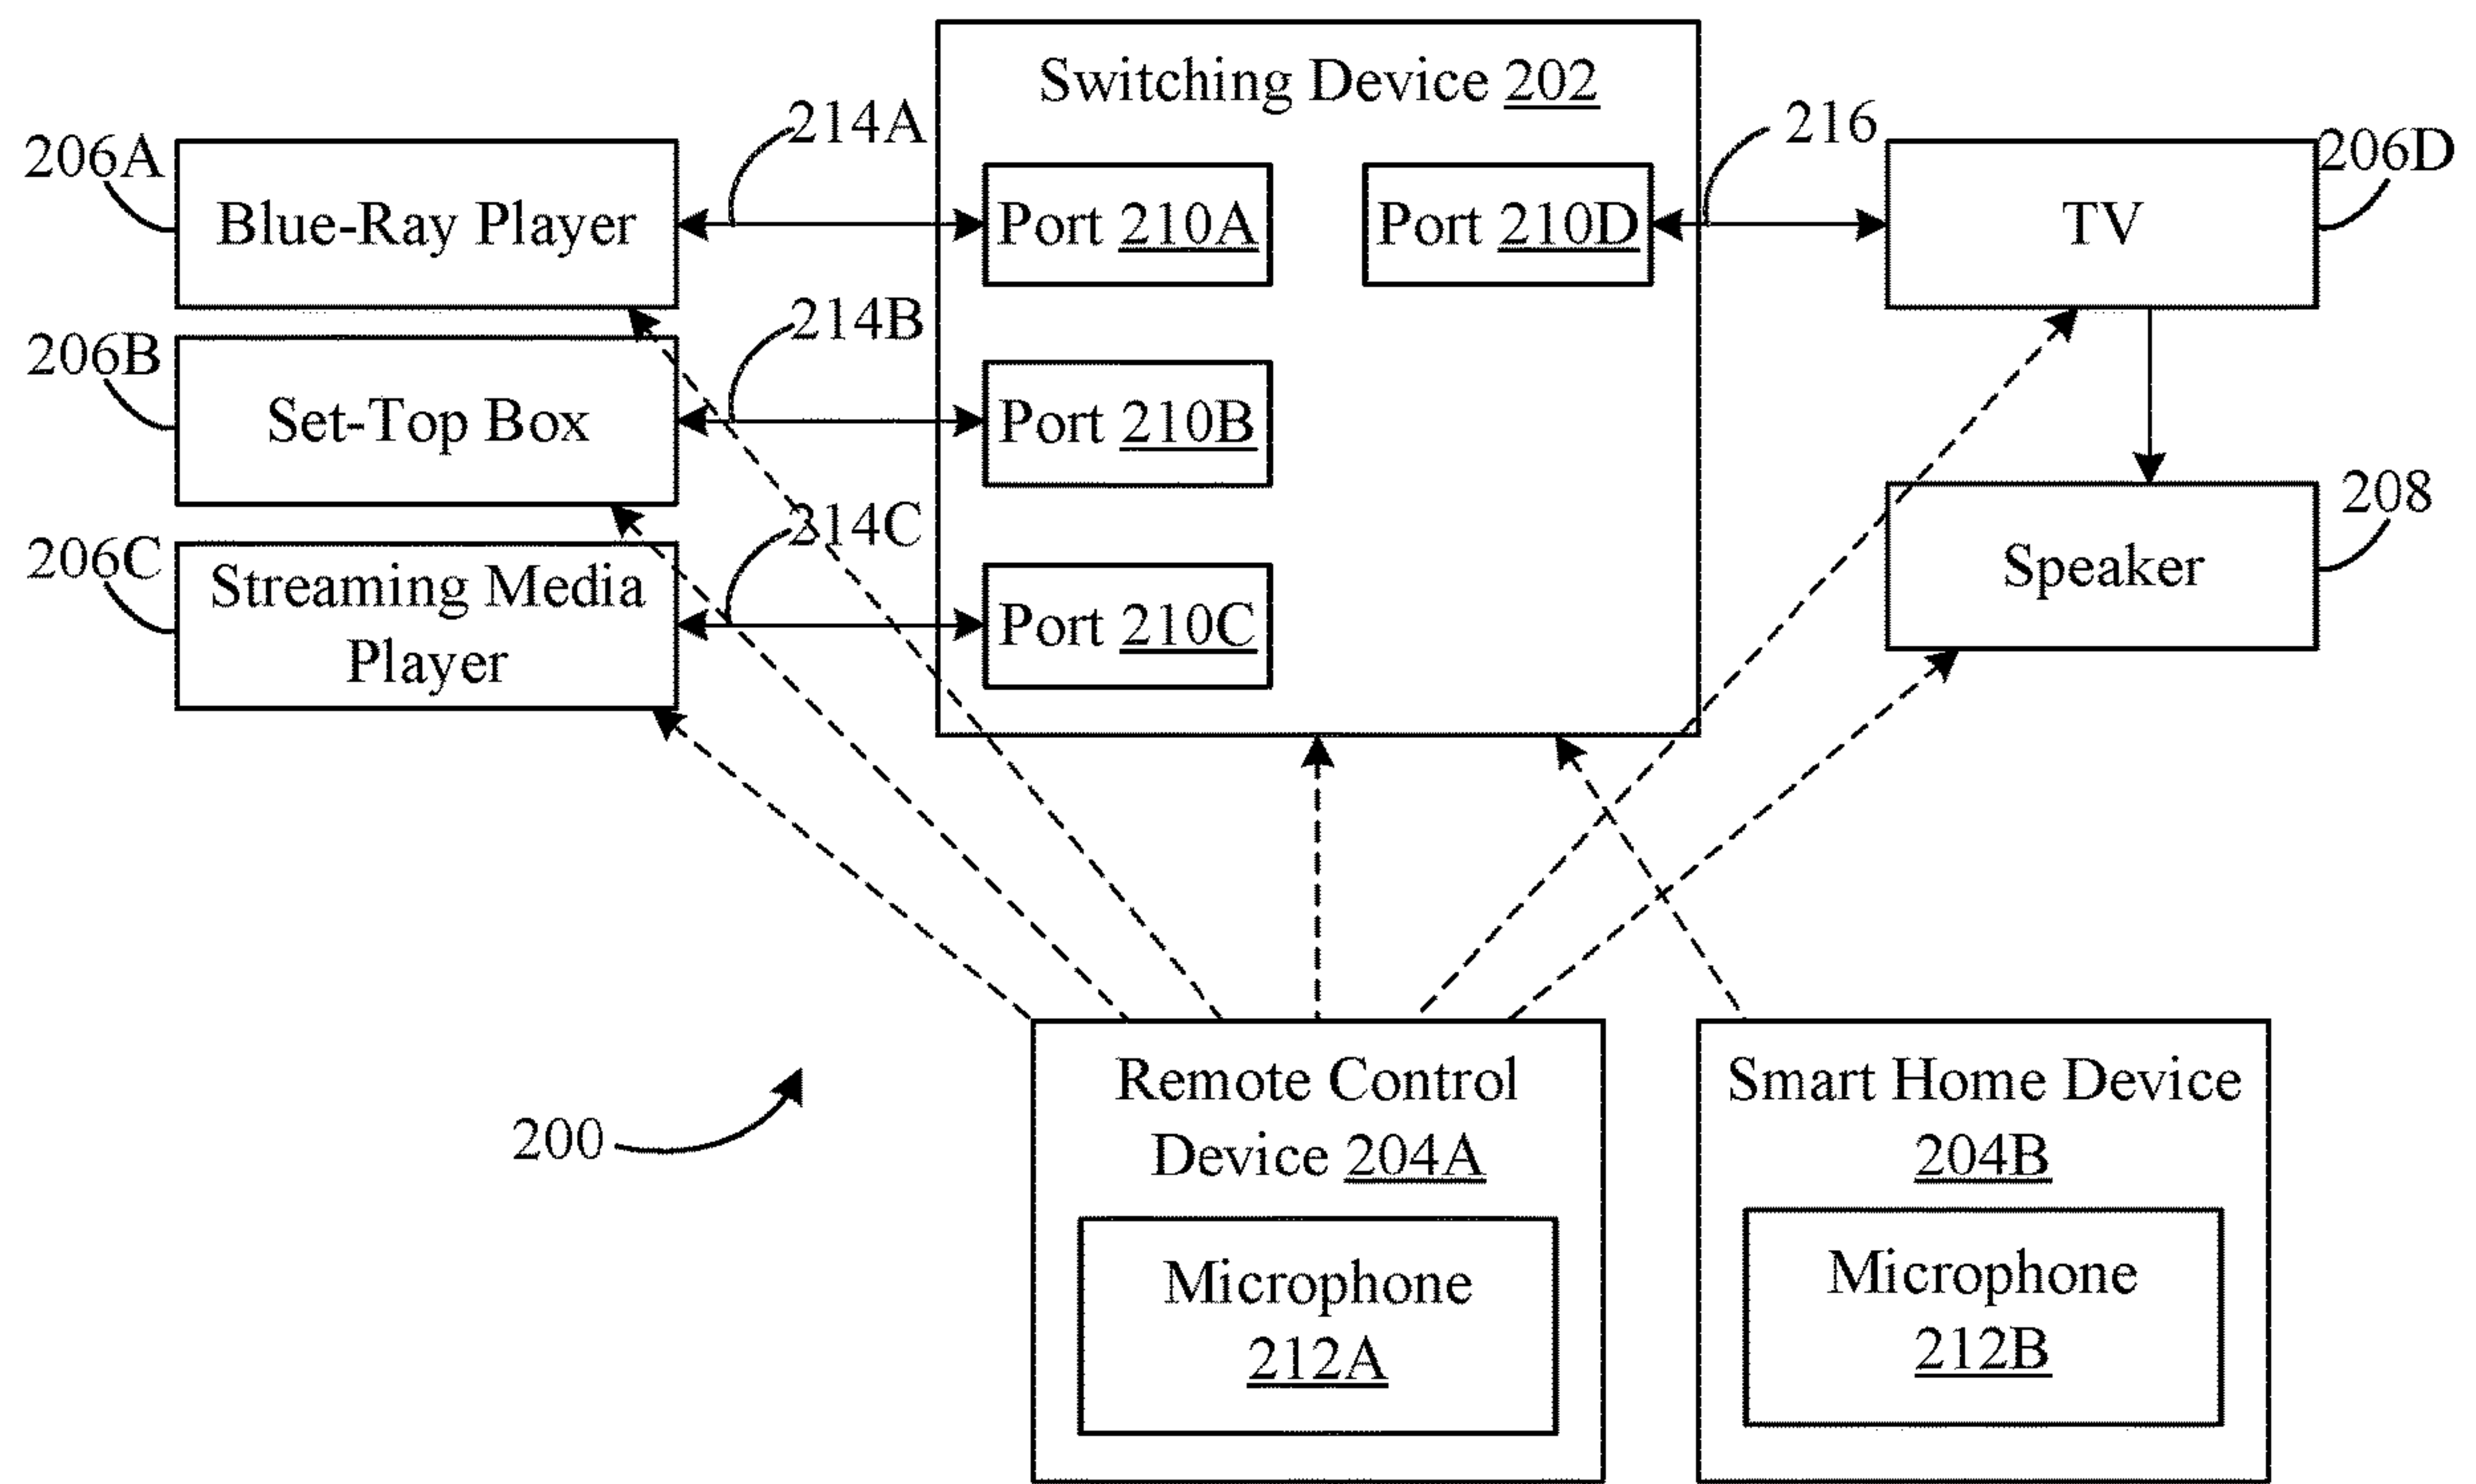 Switching Device 202
206A
Blue-Ray Player
214A
Port 210A
Port 210D
216
TV
206D
206B
Set-Top Box
214B
Port 210B
206C
Streaming Media
Player
214C
Port 210C
Speaker
208
200
Remote Control
Device 204A
Microphone
212A
Smart Home Device
204B
Microphone
212B